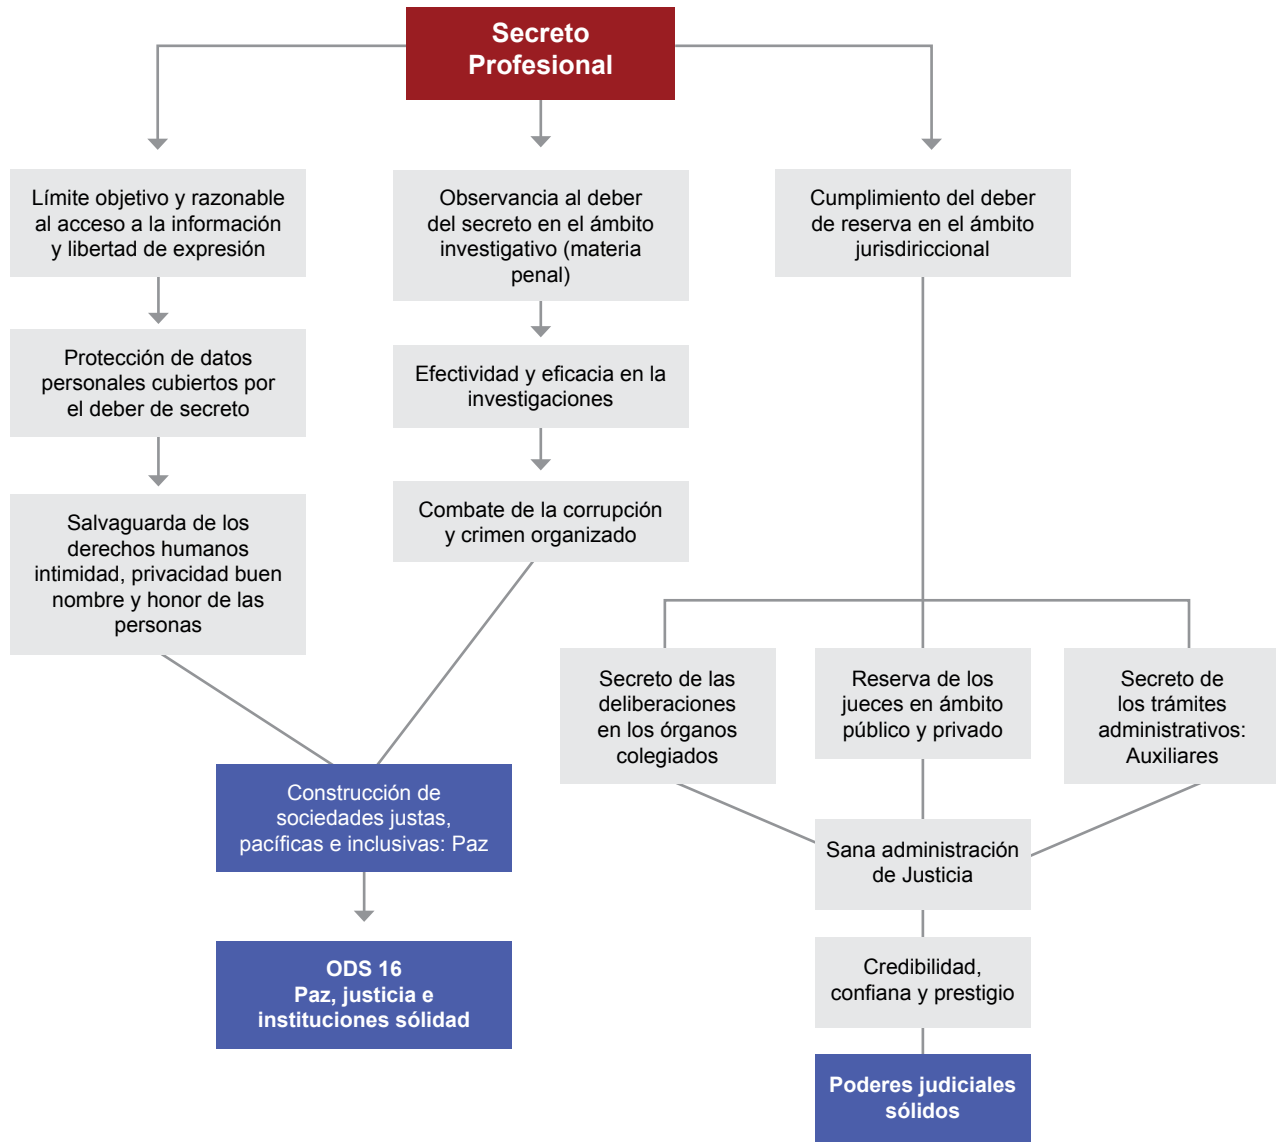 Secreto
Profesional
Límite objetivo y razonable
al acceso a la información
y libertad de expresión
Observancia al deber
del secreto en el ámbito
investigativo (materia
penal)
Cumplimiento del deber
de reserva en el ámbito
jurisdiriccional
Protección de datos
personales cubiertos por
el deber de secreto
Efectividad y eficacia en la
investigaciones
Salvaguarda de los
derechos humanos
intimidad, privacidad buen
nombre y honor de las
personas
Combate de la corrupción
y crimen organizado
Secreto de las
deliberaciones
en los órganos
colegiados
Reserva de los
jueces en ámbito
público y privado
Secreto de
los trámites
administrativos:
Auxiliares
Construcción de
sociedades justas,
pacíficas e inclusivas: Paz
Sana administración
de Justicia
ODS 16
Paz, justicia e
instituciones sólidad
Credibilidad,
confiana y prestigio
Poderes judiciales
sólidos